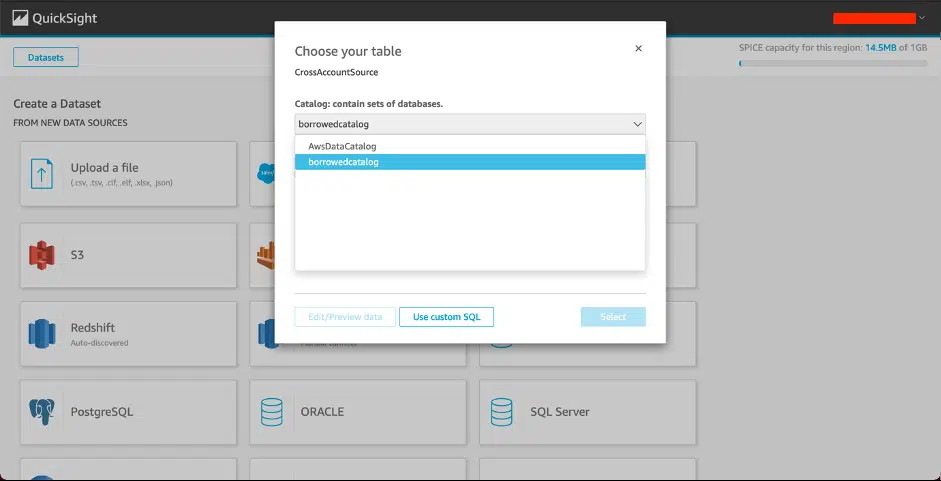 QuickSight
Datasets
SPICE capacity for this region: 14.5MB of 1GB
Choose your table
CrossAccountSource
Catalog: contain sets of databases.
borrowedcatalog
AwsDataCatalog
borrowedcatalog
Edit/Preview data
Use custom SQL
Select
Create a Dataset
FROM NEW DATA SOURCES
Upload a file
(.csv, .tsv, .clf, .elf, .xlsx, .json)
S3
Redshift
Auto-discovered
PostgreSQL
ORACLE
SQL Server